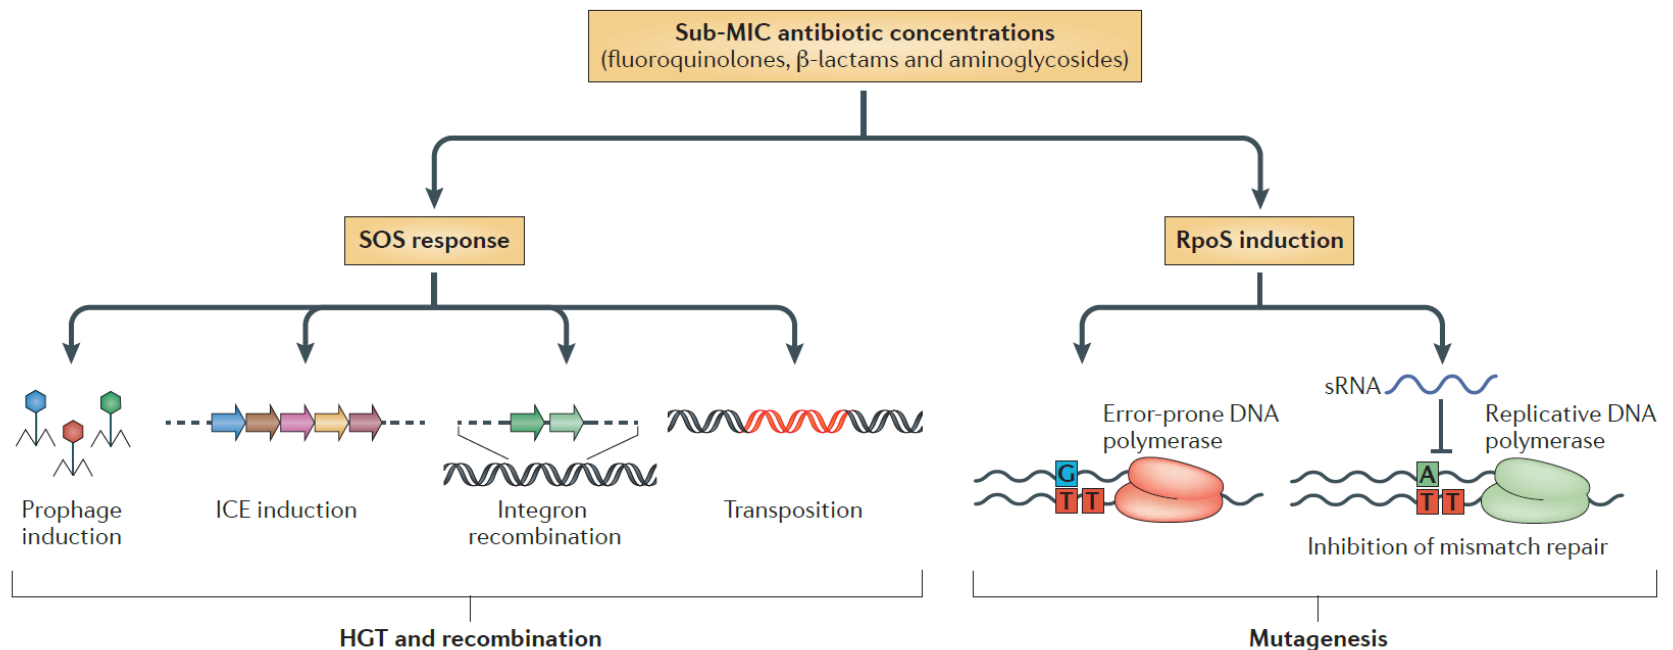 Sub-MIC antibiotic concentrations
(fluoroquinolones, β-lactams and aminoglycosides)
SOS response
RpoS induction
sRNA
Error-prone DNA
polymerase
Replicative DNA
polymerase
G
T T
A
T T
Prophage
induction
ICE induction
Integron
recombination
Transposition
Inhibition of mismatch repair
HGT and recombination
Mutagenesis